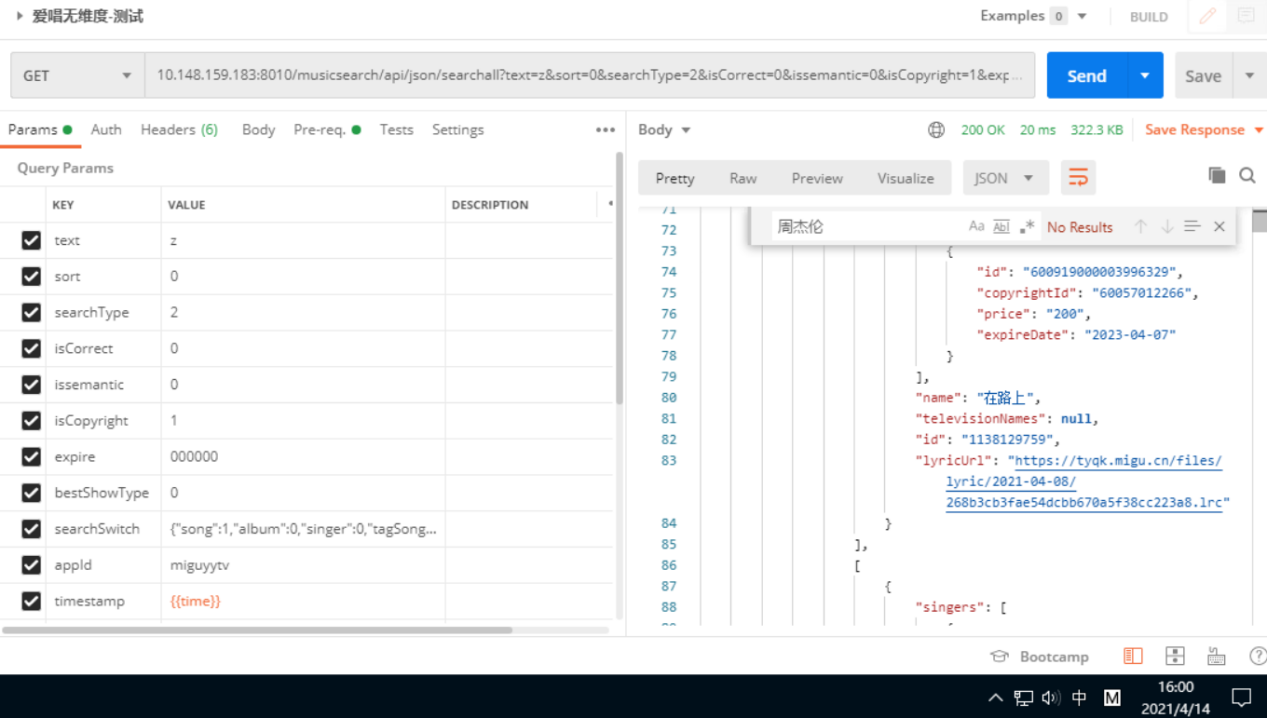 爱唱无维度-测试
Examples 0
BUILD
GET
10.148.159.183:8010/musicsearch/api/json/searchall?text=z&sort=0&searchType=2&isCorrect=0&issemantic=0&isCopyright=1&exp...
Send
Save
Params
Auth
Headers (6)
Body
Pre-req.
Tests
Settings
Body
200 OK
20 ms
322.3 KB
Save Response
Query Params
Pretty
Raw
Preview
Visualize
JSON
KEY
VALUE
DESCRIPTION
text
z
sort
0
searchType
2
isCorrect
0
issemantic
0
isCopyright
1
expire
000000
bestShowType
0
searchSwitch
{"song":1,"album":0,"singer":0,"tagSong...
appId
miguyytv
timestamp
{{time}}
周杰伦
Aa
Abl
.*
No Results
71
72
73 {
74 "id": "600919000003996329",
75 "copyrightId": "60057012266",
76 "price": "200",
77 "expireDate": "2023-04-07"
78 }
79 ],
80 "name": "在路上",
81 "televisionNames": null,
82 "id": "1138129759",
83 "lyricUrl": "https://tyqk.migu.cn/files/
lyric/2021-04-08/
268b3cb3fae54dcbb670a5f38cc223a8.lrc"
84 }
85 ],
86 [
87 {
88 "singers": [
Bootcamp
中
M
16:00
2021/4/14